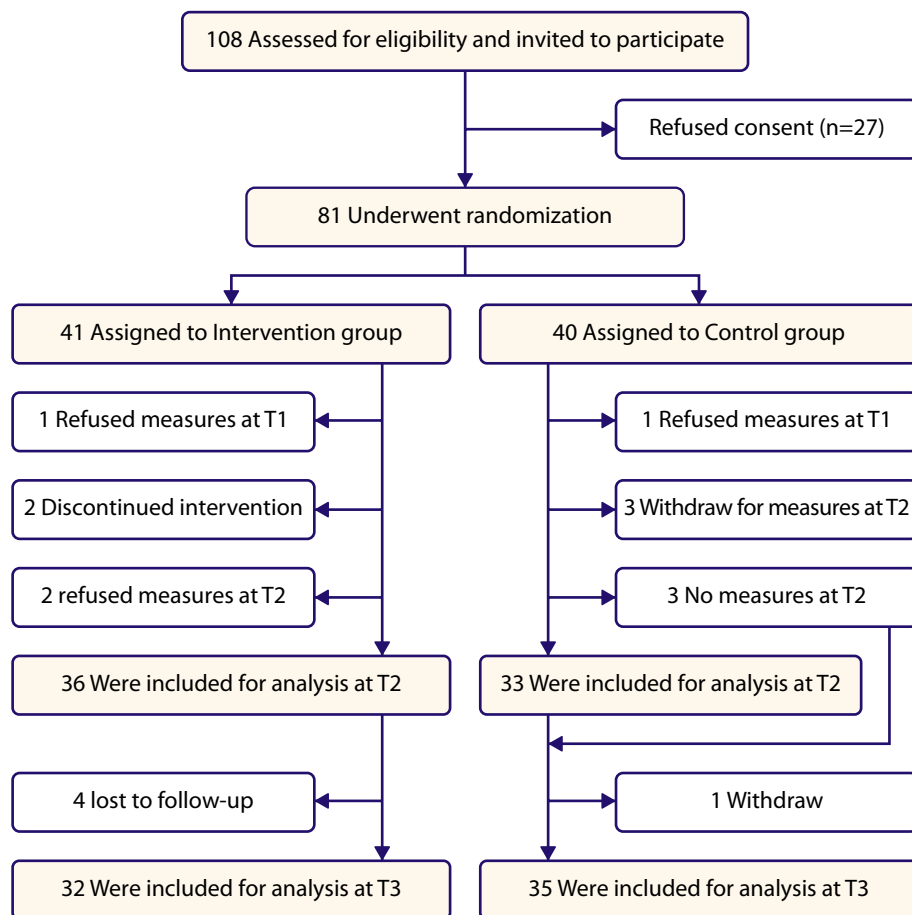 108 Assessed for eligibility and invited to participate
Refused consent (n=27)
81 Underwent randomization
41 Assigned to Intervention group
40 Assigned to Control group
1 Refused measures at T1
1 Refused measures at T1
2 Discontinued intervention
3 Withdraw for measures at T2
2 refused measures at T2
3 No measures at T2
36 Were included for analysis at T2
33 Were included for analysis at T2
4 lost to follow-up
1 Withdraw
32 Were included for analysis at T3
35 Were included for analysis at T3